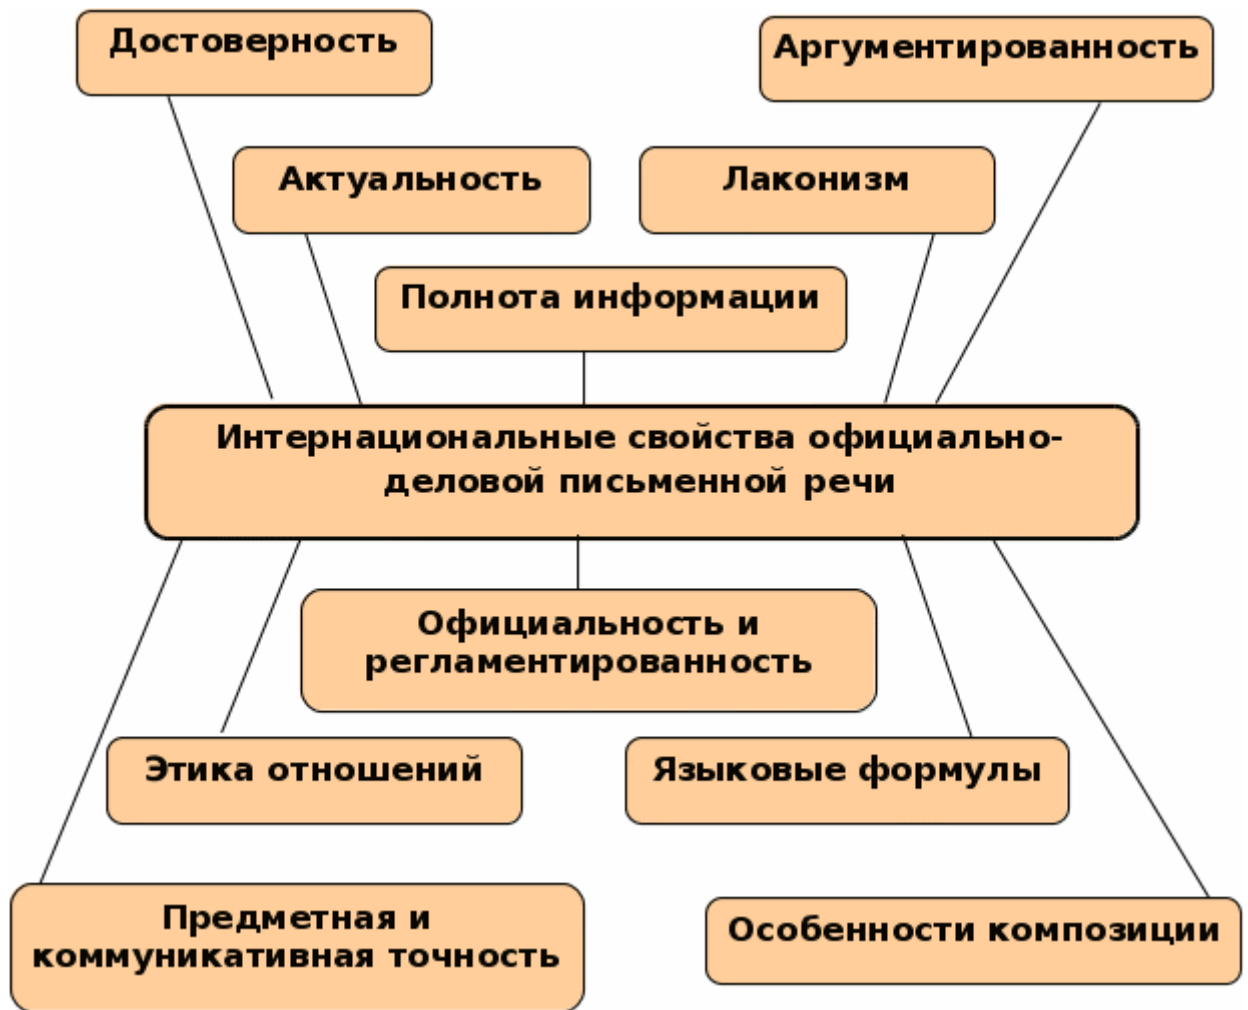 Достоверность
Аргументированность
Актуальность
Лаконизм
Полнота информации
Интернациональные свойства официально-
деловой письменной речи
Официальность и
регламентированность
Этика отношений
Языковые формулы
Предметная и
коммуникативная точность
Особенности композиции